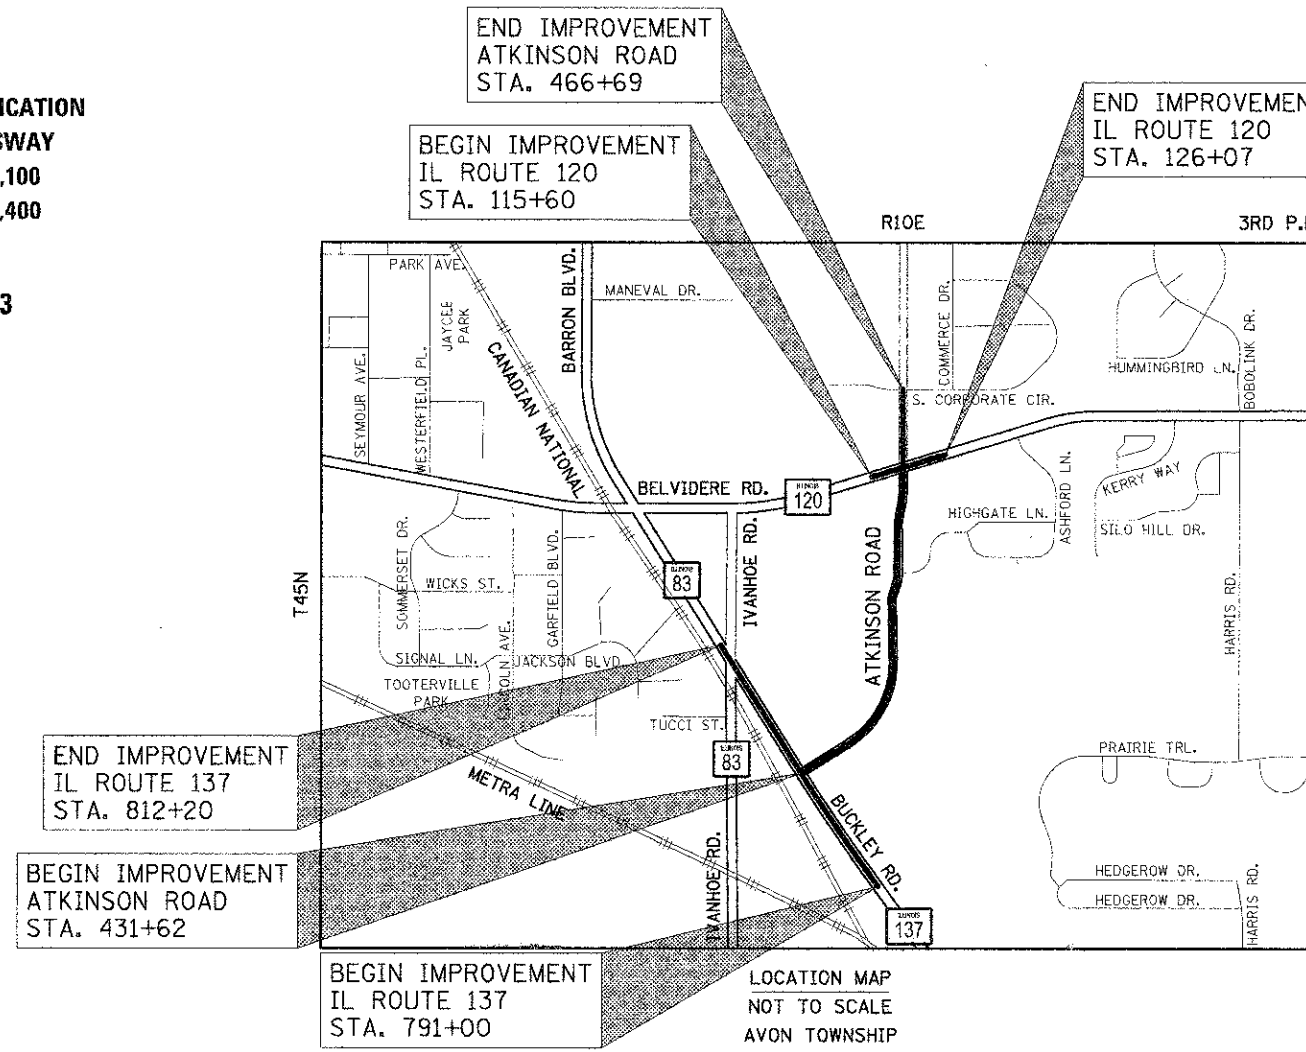 END IMPROVEMENT
ATKINSON ROAD
STA. 466+69
ICATION
SWAY
,100
,400
3
BEGIN IMPROVEMENT
IL ROUTE 120
STA. 115+60
END IMPROVEMEN
IL ROUTE 120
STA. 126+07
R10E
3RD P.
PARK AVE.
JAYCEE
PARK
SEYMOUR AVE.
WESTERFIELD PL.
CANADIAN NATIONAL
BARRON BLVD.
MANEVAL DR.
COMMERCE DR.
S. CORPORATE CIR.
HUMMINGBIRD LN.
BOBOLINK DR.
BELVIDERE RD.
ILLINOIS
120
HIGHGATE LN.
ASHFORD LN.
KERRY WAY
SILO HILL DR.
HARRIS RD.
T45N
SOMMERSET DR.
WICKS ST.
GARFIELD BLVD.
LINCOLN AVE.
SIGNAL LN.
JACKSON BLVD
TOOTERVILLE
PARK
ILLINOIS
83
IVANHOE RD.
ATKINSON ROAD
TUCCI ST.
ILLINOIS
83
METRA LINE
BUCKLEY RD.
IVANHOE RD.
ILLINOIS
137
PRAIRIE TRL.
HEDGEROW DR.
HEDGEROW DR.
HARRIS RD.
END IMPROVEMENT
IL ROUTE 137
STA. 812+20
BEGIN IMPROVEMENT
ATKINSON ROAD
STA. 431+62
BEGIN IMPROVEMENT
IL ROUTE 137
STA. 791+00
LOCATION MAP
NOT TO SCALE
AVON TOWNSHIP